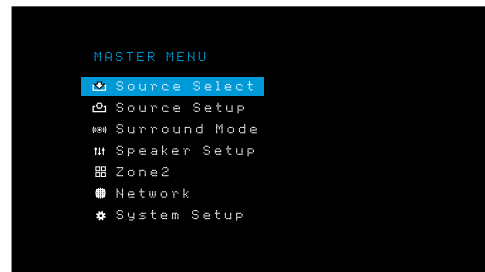 MASTER MENU
Source Select
Source Setup
Surround Mode
Speaker Setup
Zone2
Network
System Setup